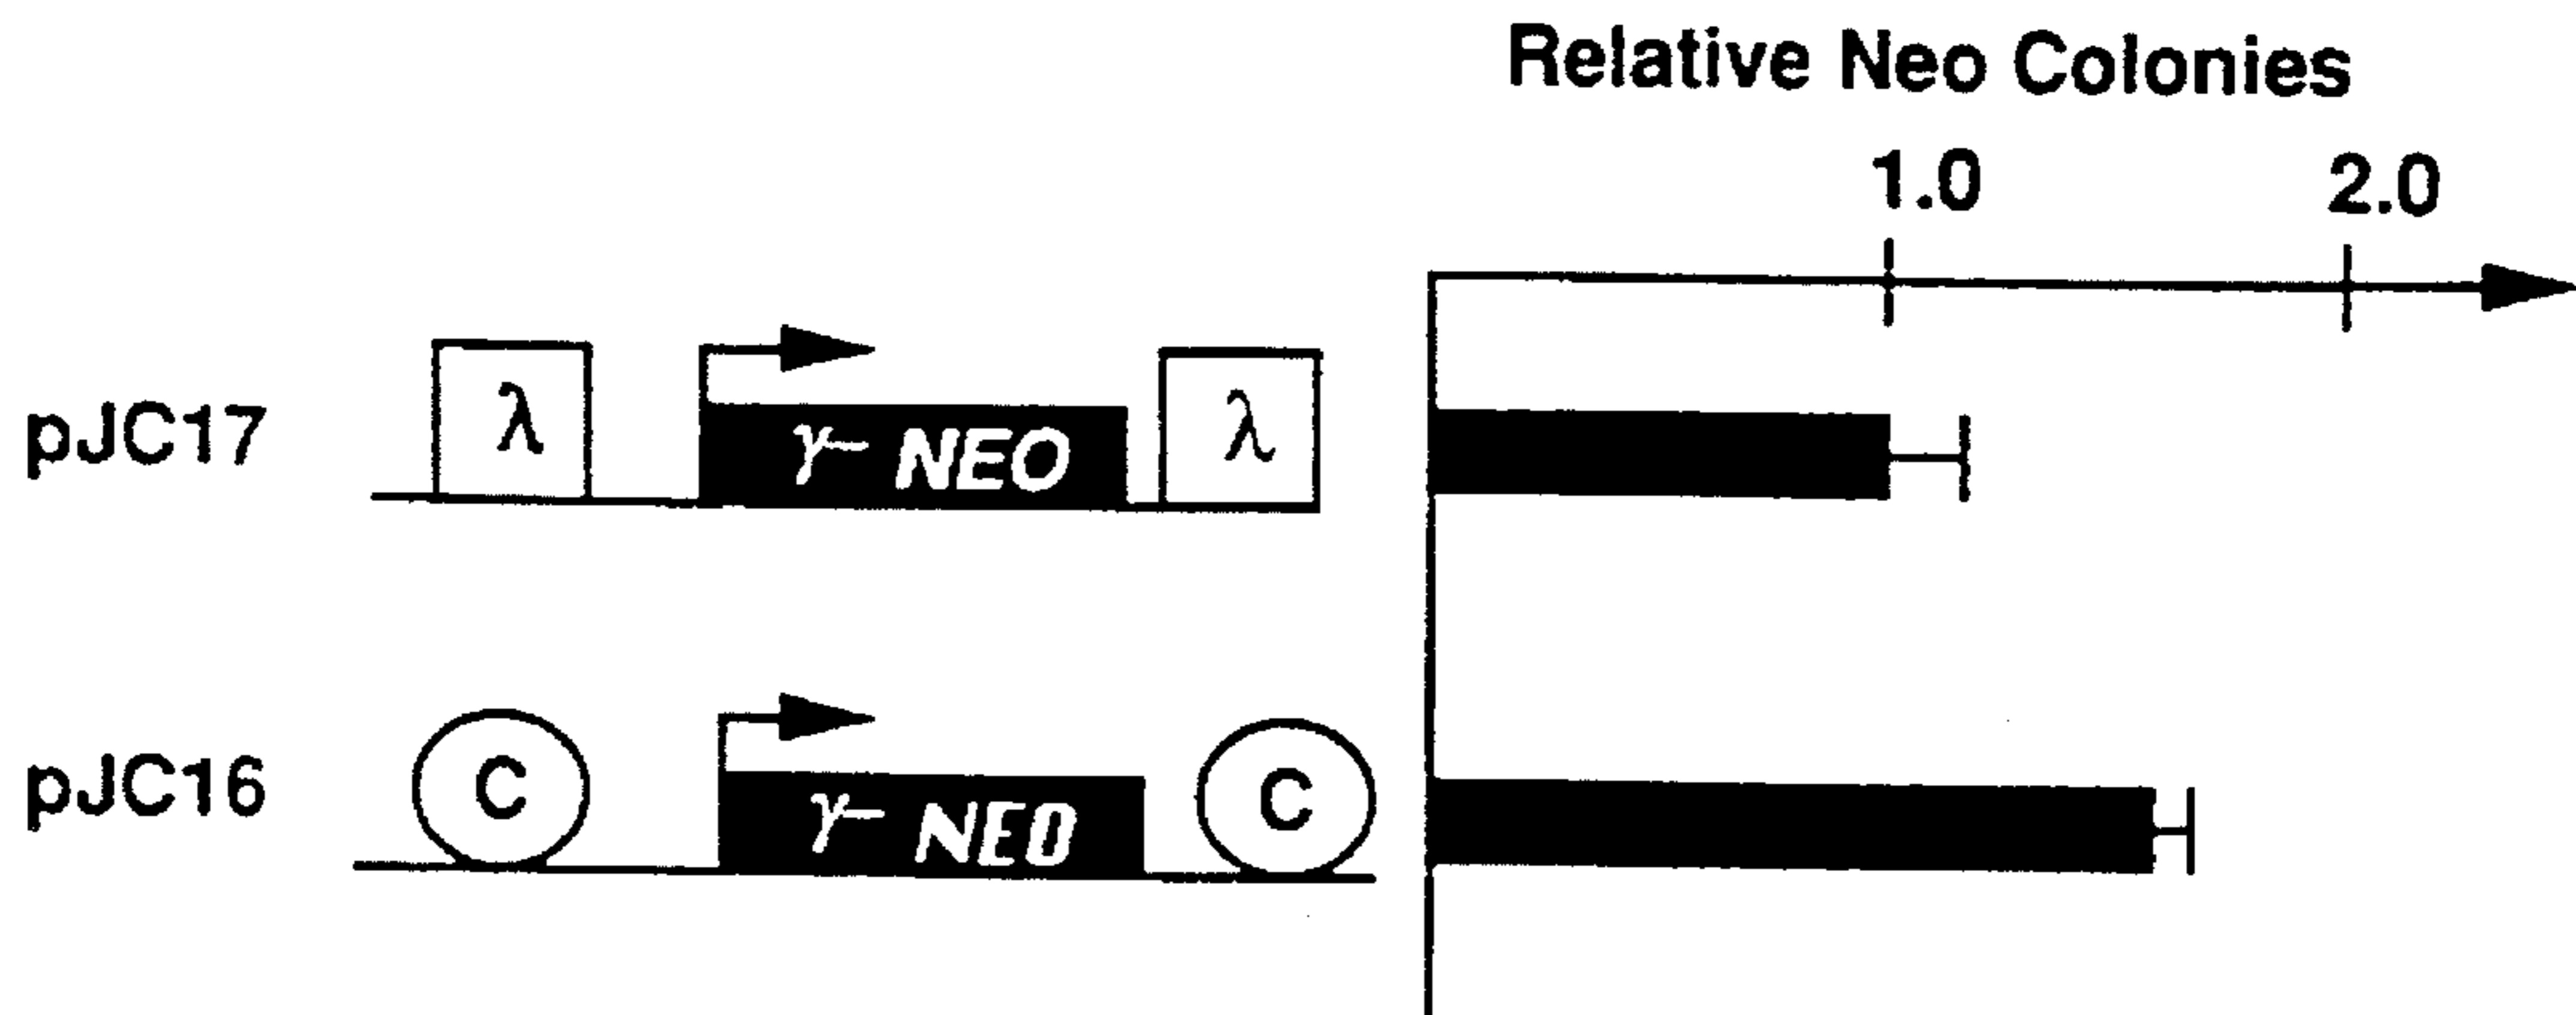 Relative Neo Colonies
1.0 2.0
pJC17 λ γ- NEO λ
pJC16 C γ- NEO C